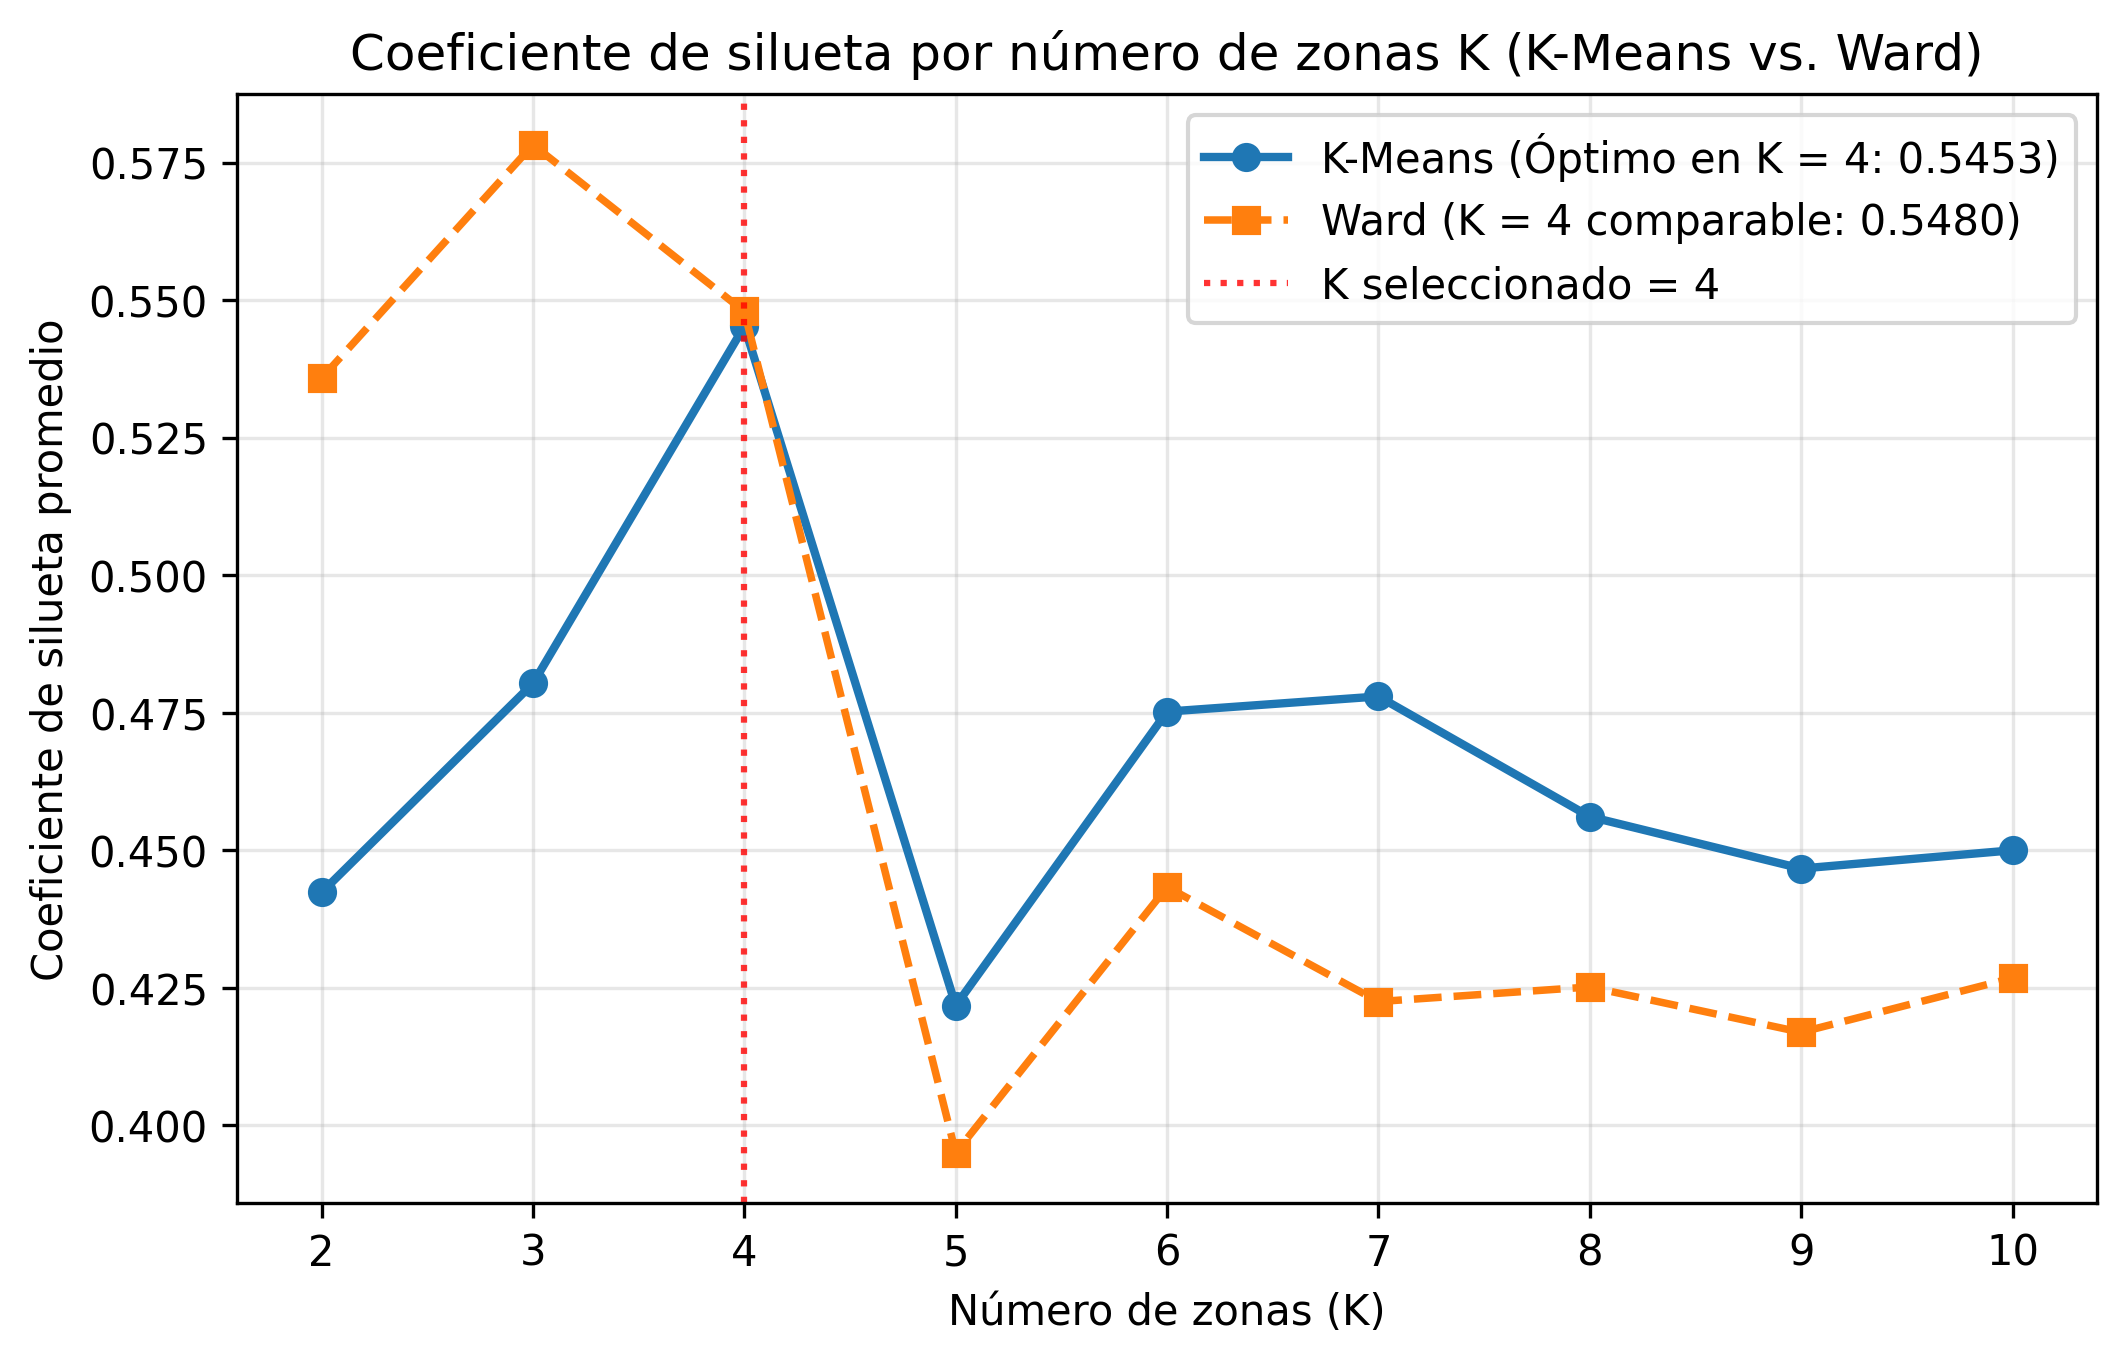 Coeficiente de silueta por número de zonas K (K-Means vs. Ward)
K-Means (Óptimo en K = 4: 0.5453)
Ward (K = 4 comparable: 0.5480)
K seleccionado = 4
Coeficiente de silueta promedio
0.575
0.550
0.525
0.500
0.475
0.450
0.425
0.400
2 3 4 5 6 7 8 9 10
Número de zonas (K)